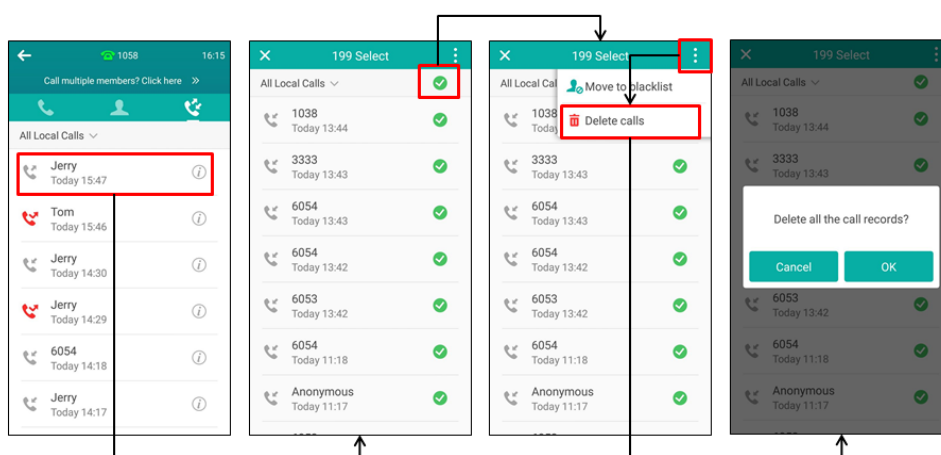 1058
16:15
Call multiple members? Click here »
All Local Calls
Jerry
Today 15:47
Tom
Today 15:46
Jerry
Today 14:30
Jerry
Today 14:29
6054
Today 14:18
Jerry
Today 14:17
199 Select
All Local Calls
1038
Today 13:44
3333
Today 13:43
6054
Today 13:43
6054
Today 13:42
6053
Today 13:42
6054
Today 11:18
Anonymous
Today 11:17
199 Select
All Local Cal
Move to blacklist
1038
Today
Delete calls
3333
Today 13:43
6054
Today 13:43
6054
Today 13:42
6053
Today 13:42
6054
Today 11:18
Anonymous
Today 11:17
199 Select
All Local Calls
1038
Today 13:44
3333
Today 13:43
Delete all the call records?
Cancel
OK
6053
Today 13:42
6054
Today 11:18
Anonymous
Today 11:17